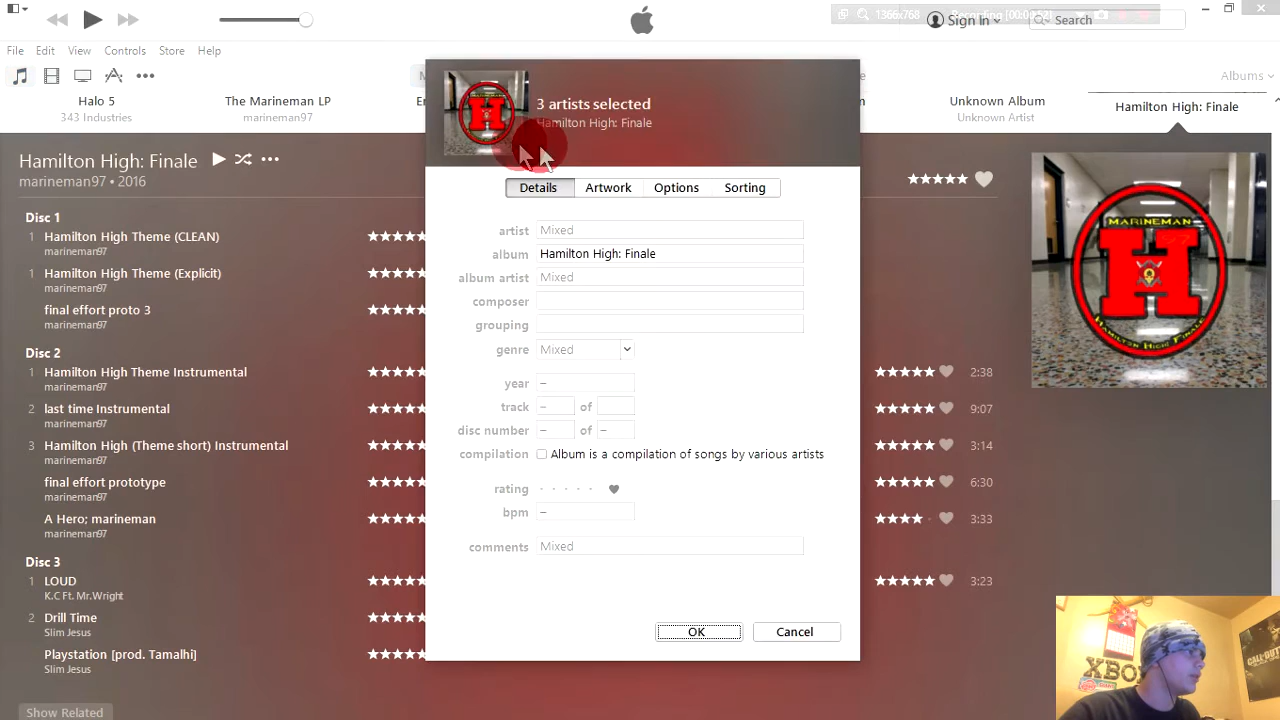 1366x768
Recording [00:0
Sign In
Search
File Edit View Controls Store Help
Albums
Halo 5
343 Industries
The Marineman LP
marineman97
Unknown Album
Unknown Artist
Hamilton High: Finale
3 artists selected
Hamilton High: Finale
Hamilton High: Finale
marineman97 • 2016
Details
Artwork
Options
Sorting
artist Mixed
album Hamilton High: Finale
album artist Mixed
composer
grouping
genre Mixed
year –
track – of
disc number – of –
compilation Album is a compilation of songs by various artists
rating
bpm –
comments Mixed
OK
Cancel
Disc 1
1 Hamilton High Theme (CLEAN)
marineman97
1 Hamilton High Theme (Explicit)
marineman97
final effort proto 3
marineman97
Disc 2
1 Hamilton High Theme Instrumental 2:38
marineman97
2 last time Instrumental 9:07
marineman97
3 Hamilton High (Theme short) Instrumental 3:14
marineman97
final effort prototype 6:30
marineman97
A Hero; marineman 3:33
marineman97
Disc 3
1 LOUD 3:23
K.C Ft. Mr.Wright
2 Drill Time
Slim Jesus
Playstation [prod. Tamalhi]
Slim Jesus
Show Related
MARINEMAN
H
Hamilton High: Finale
XBO
CALL OF DUTY